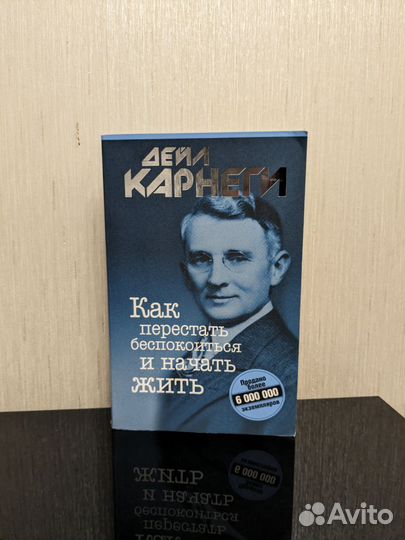 ДЕЙЛ
КАРНЕГИ
Как
перестать
беспокоиться
и начать
жить
Продано
более
6 000 000
экземпляров
Avito